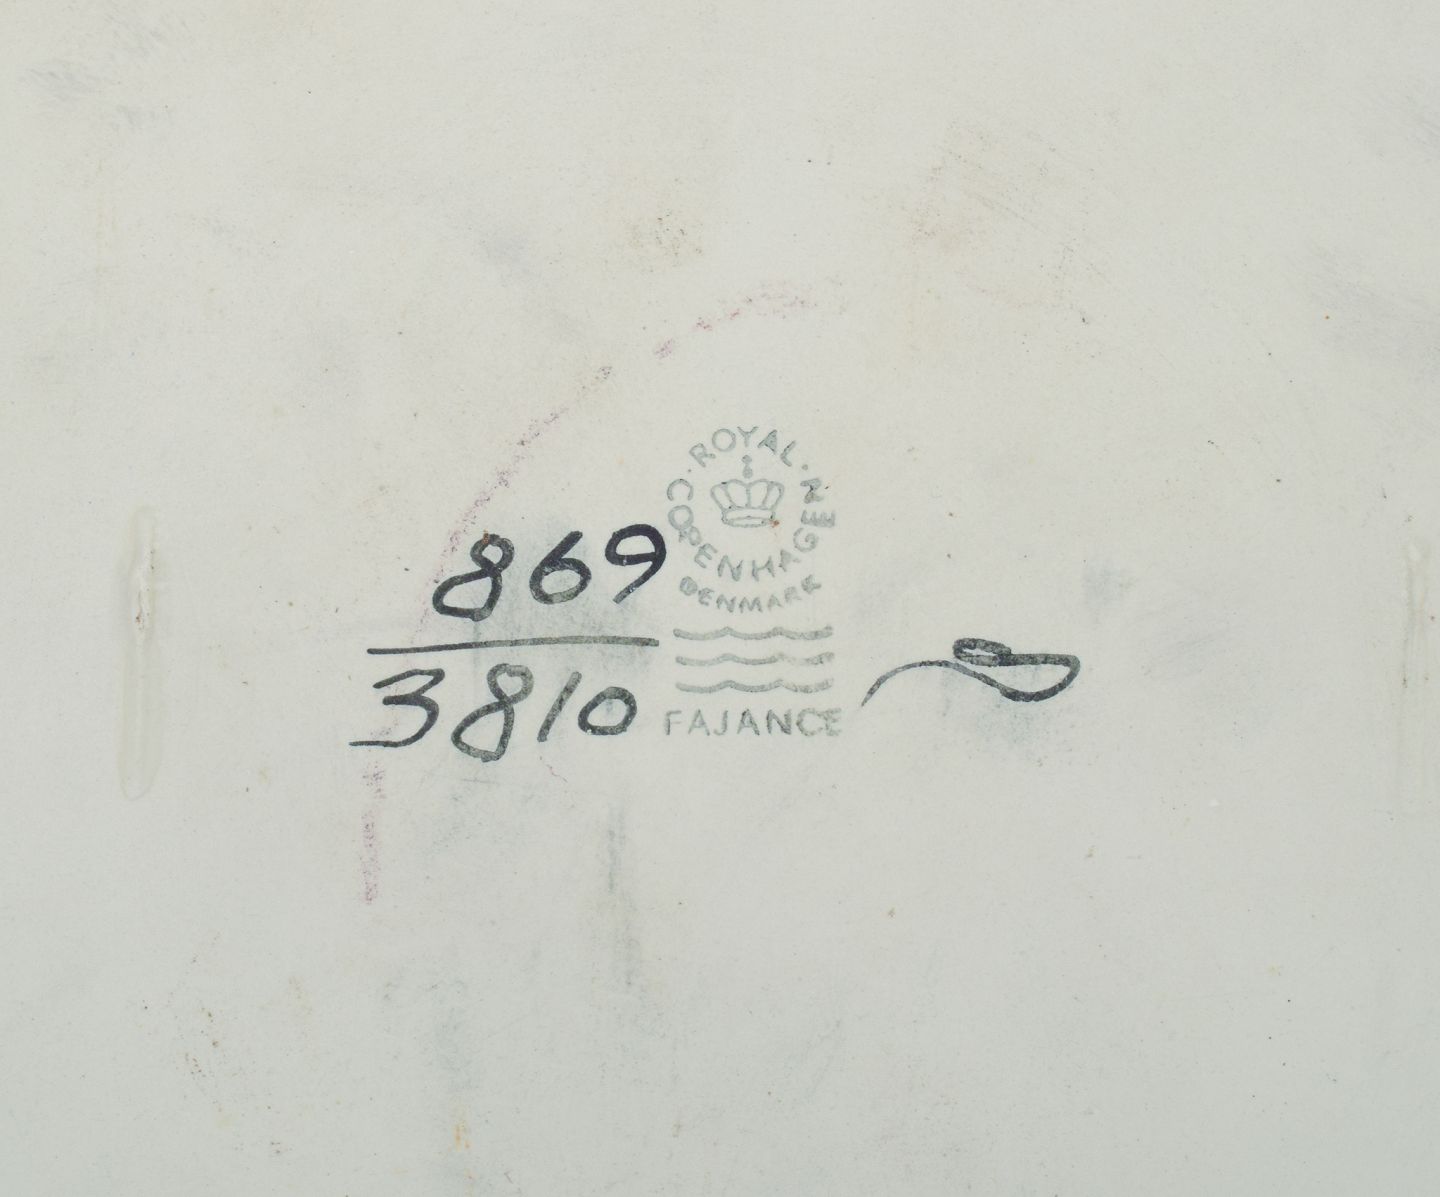 ROYAL
COPENHAGEN
DENMARK
869
3810
FAJANCE